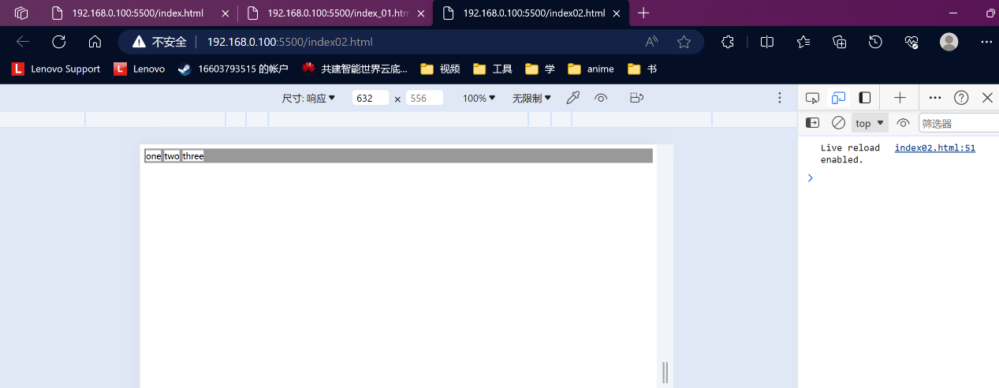 192.168.0.100:5500/index.html
192.168.0.100:5500/index_01.htm
192.168.0.100:5500/index02.html
不安全 192.168.0.100:5500/index02.html
Lenovo Support Lenovo 16603793515 的帐户 共建智能世界云底... 视频 工具 学 anime 书
尺寸: 响应 632 × 556 100% 无限制
top 筛选器
one two three
Live reload enabled. index02.html:51